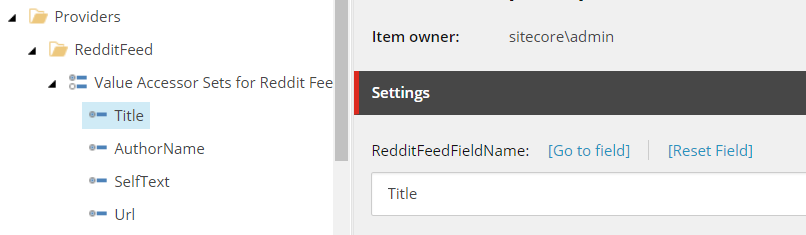 Providers
RedditFeed
Value Accessor Sets for Reddit Fee
Title
AuthorName
SelfText
Url
Item owner: sitecore\admin
Settings
RedditFeedFieldName: [Go to field] [Reset Field]
Title